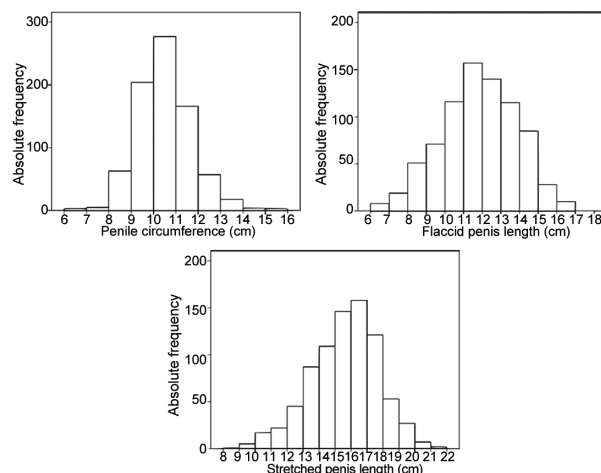 Absolute frequency
300
200
100
0
6 7 8 9 10 11 12 13 14 15 16
Penile circumference (cm)
Absolute frequency
200
150
100
50
0
6 7 8 9 10 11 12 13 14 15 16 17 18
Flaccid penis length (cm)
Absolute frequency
200
150
100
50
0
8 9 10 11 12 13 14 15 16 17 18 19 20 21 22
Stretched penis length (cm)